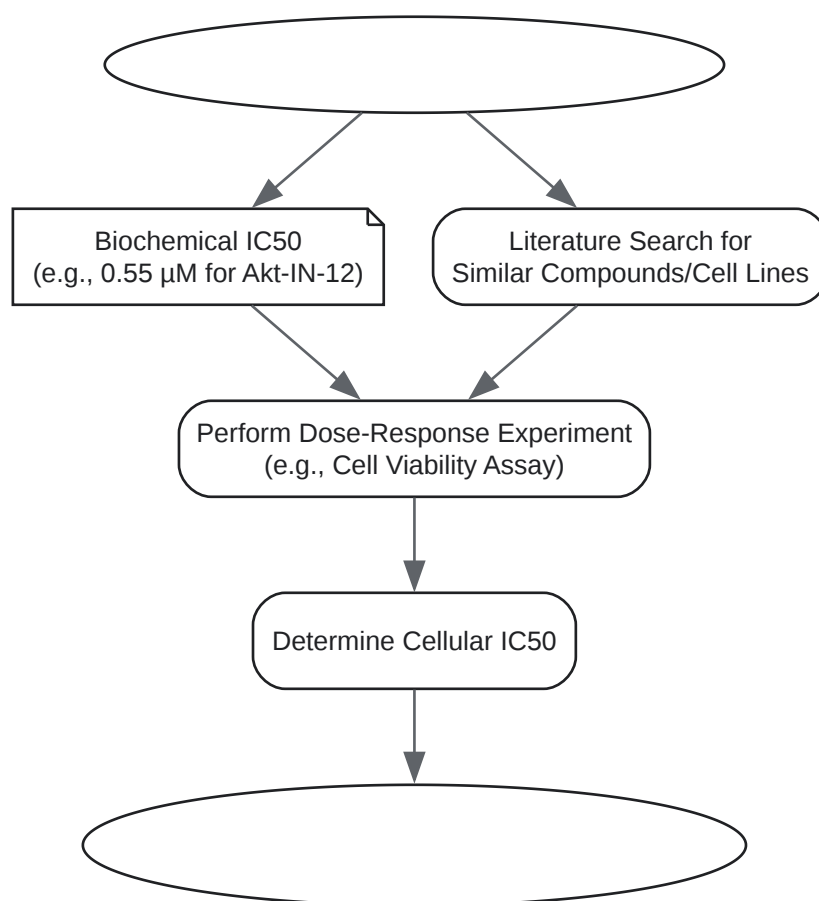 Biochemical IC50
(e.g., 0.55 µM for Akt-IN-12)
Literature Search for
Similar Compounds/Cell Lines
Perform Dose-Response Experiment
(e.g., Cell Viability Assay)
Determine Cellular IC50